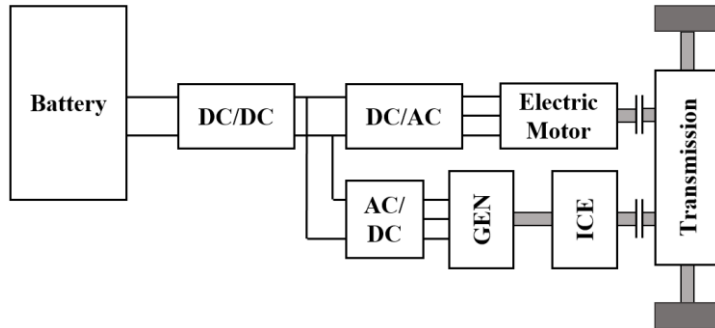 Battery
DC/DC
DC/AC
Electric
Motor
AC/
DC
GEN
ICE
Transmission